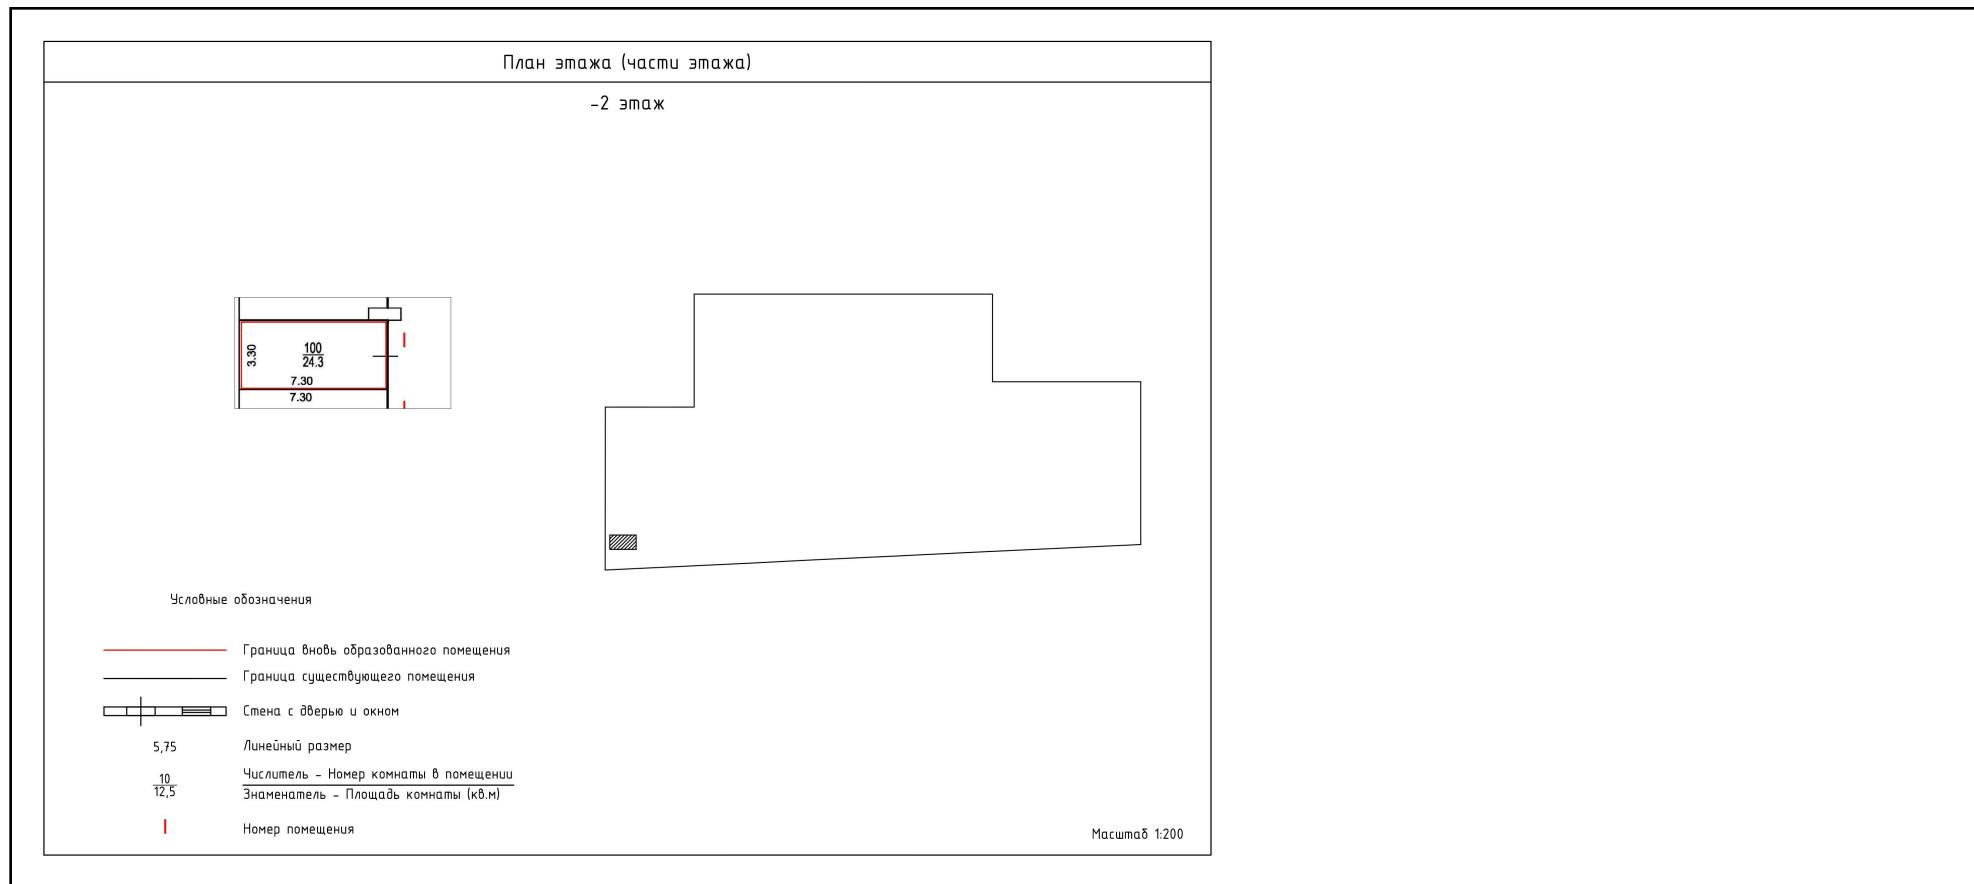 План этажа (части этажа)
-2 этаж
3.30
100
24.3
7.30
7.30
I
I
Условные обозначения
Граница вновь образованного помещения
Граница существующего помещения
Стена с дверью и окном
5,75 Линейный размер
10 Числитель - Номер комнаты в помещении
12,5 Знаменатель - Площадь комнаты (кв.м)
I Номер помещения
Масштаб 1:200